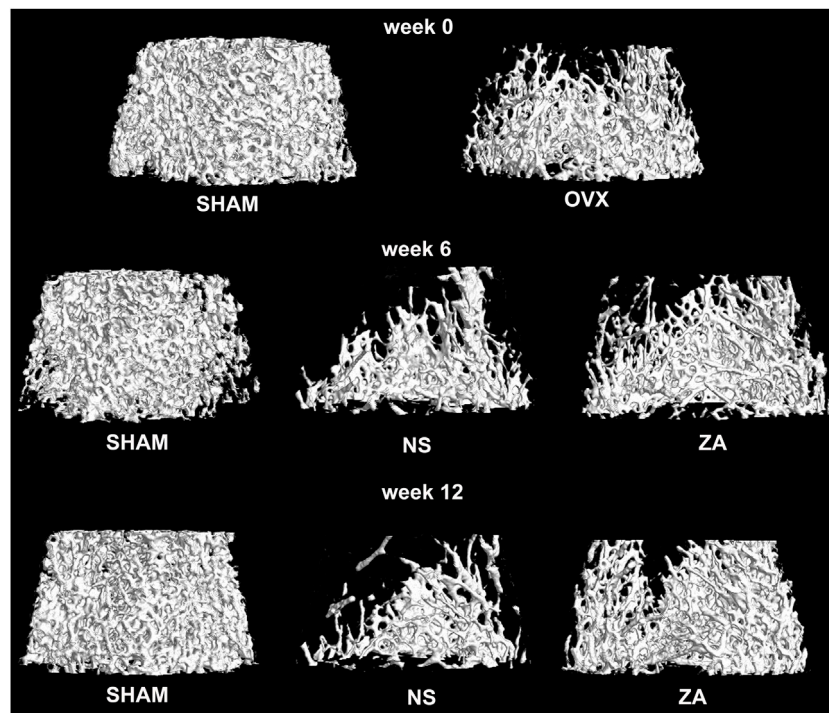 week 0
SHAM
OVX
week 6
SHAM
NS
ZA
week 12
SHAM
NS
ZA